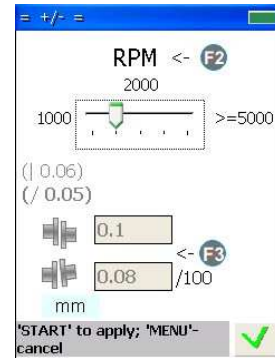 = +/- =
RPM <- F2
2000
1000 >=5000
(| 0.06)
(/ 0.05)
0.1
<- F3
0.08 /100
mm
'START' to apply; 'MENU'-
cancel